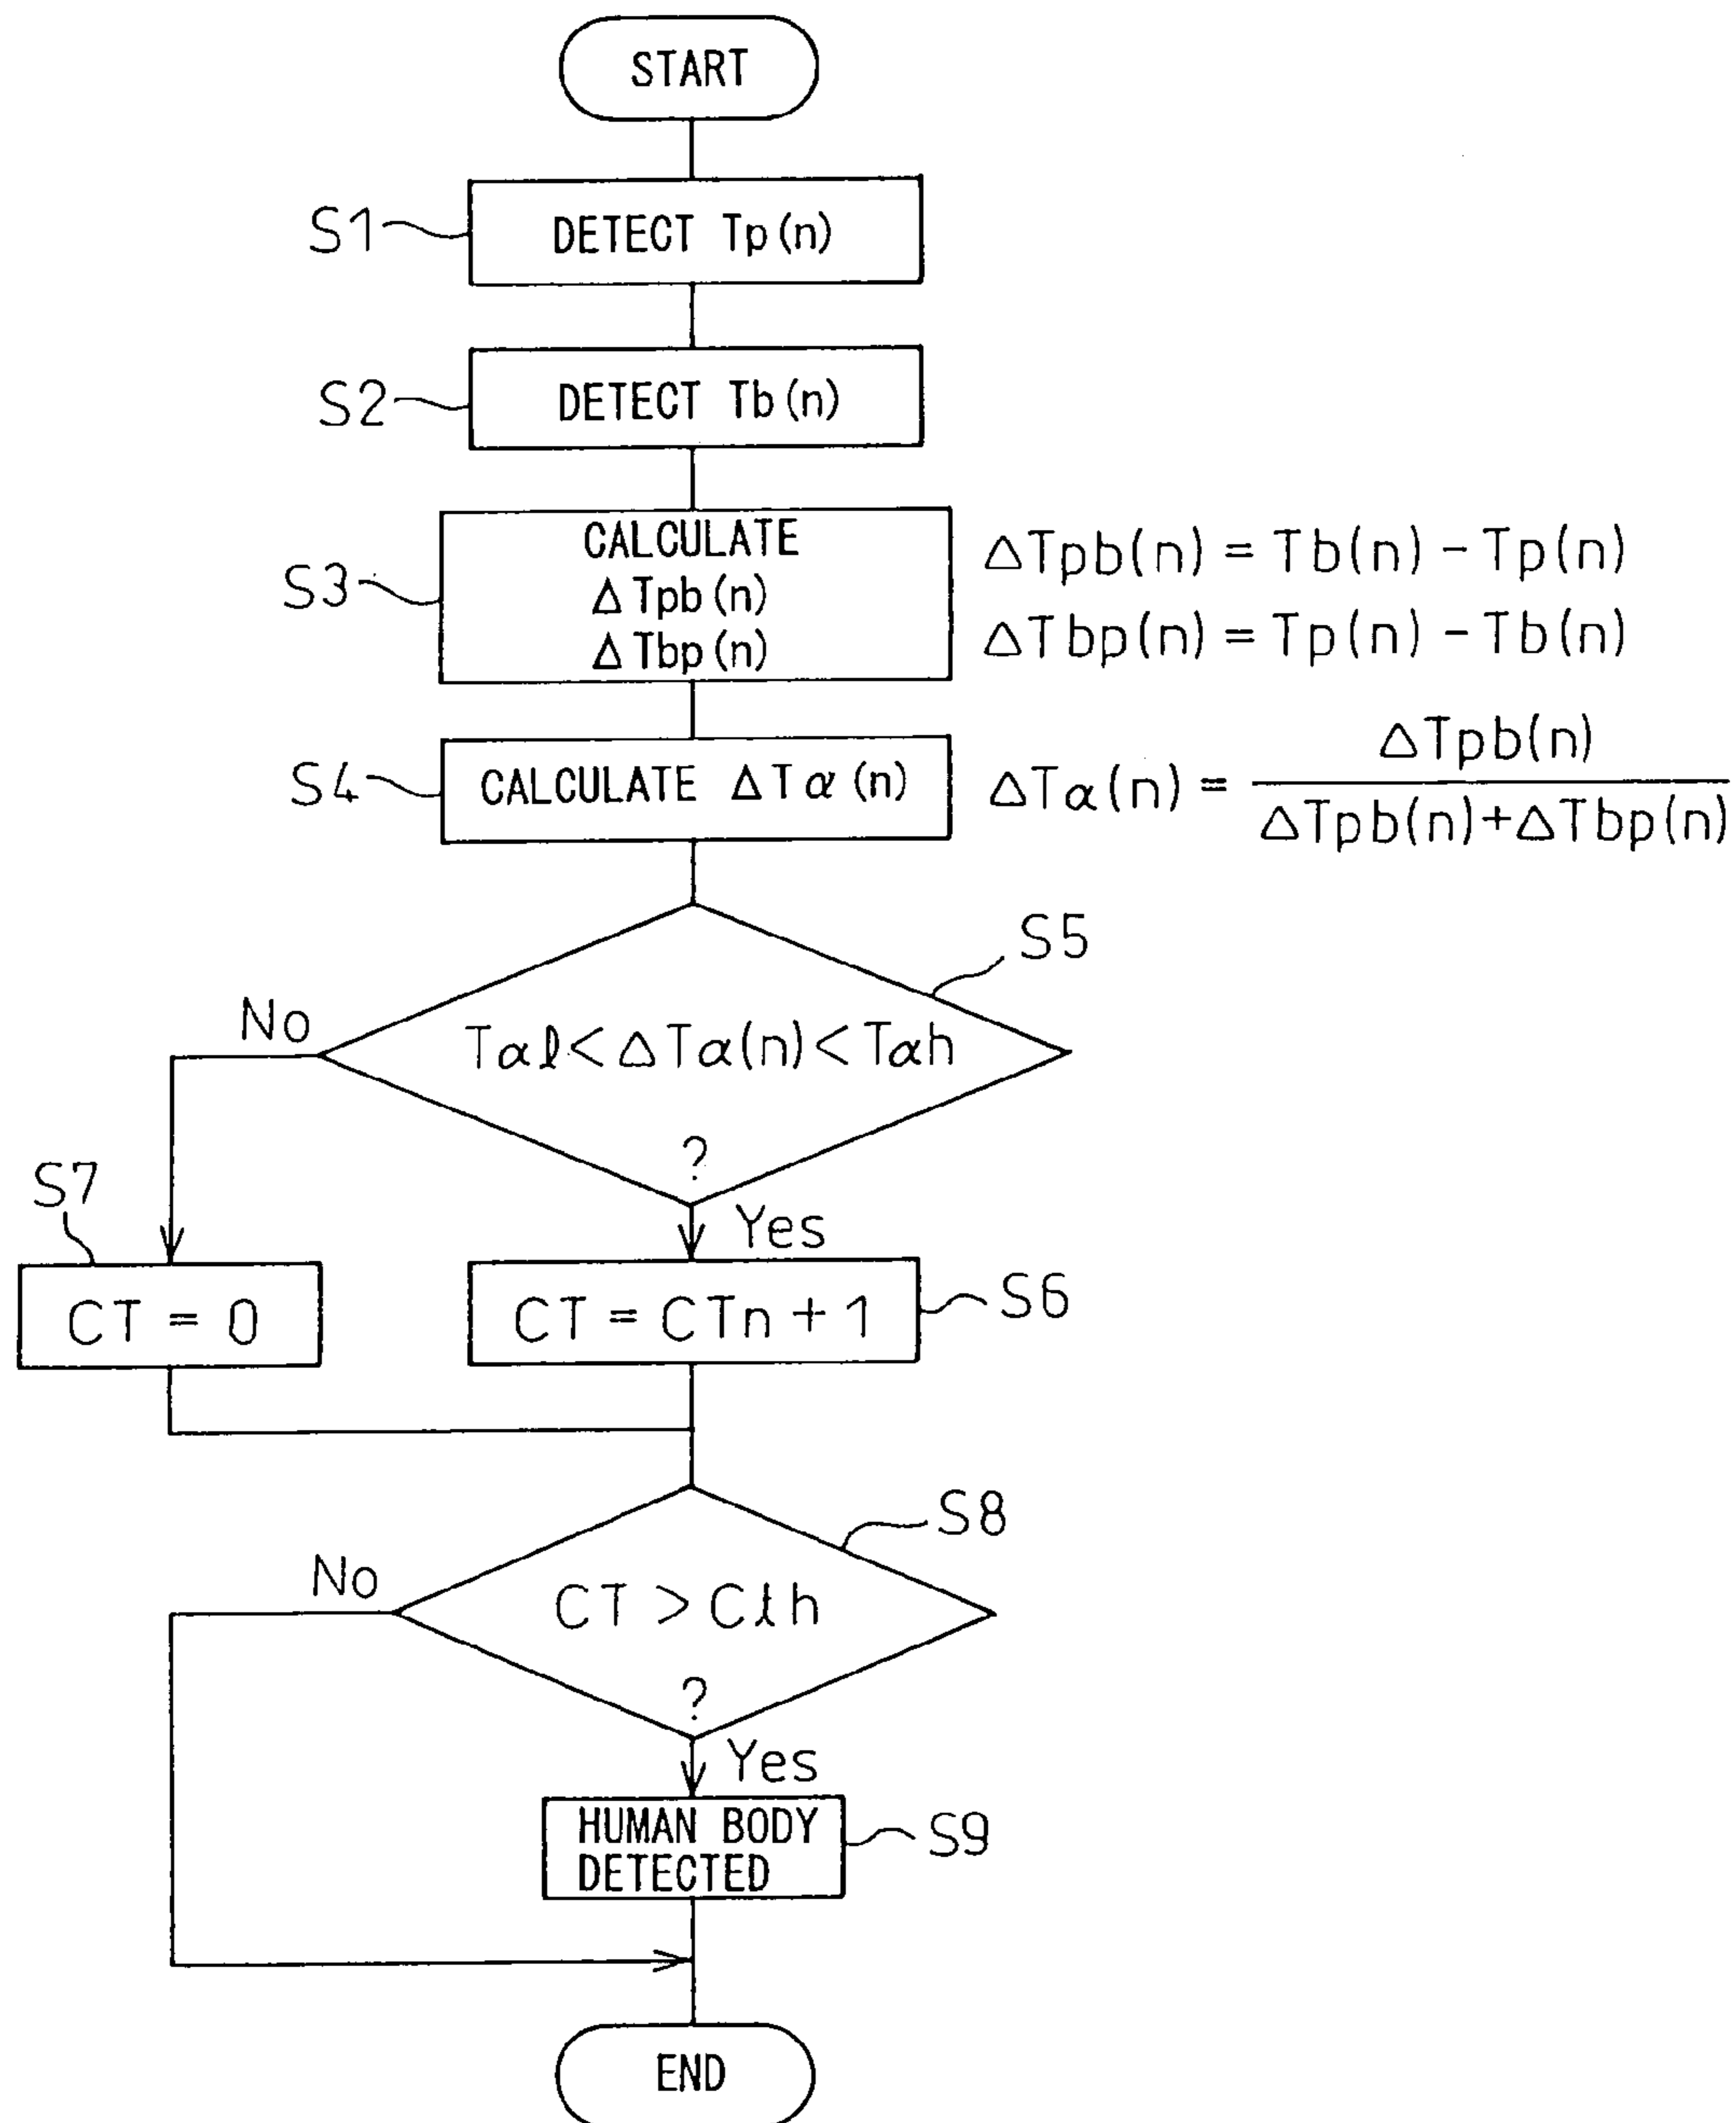 START
S1
DETECT Tp(n)
S2
DETECT Tb(n)
S3
CALCULATE
ΔTpb(n)
ΔTbp(n)
ΔTpb(n) = Tb(n) - Tp(n)
ΔTbp(n) = Tp(n) - Tb(n)
S4
CALCULATE ΔTα(n)
ΔTα(n) =
ΔTpb(n)
ΔTpb(n)+ΔTbp(n)
S5
No
Tαℓ<ΔTα(n)<Tαh
?
Yes
S7
CT = 0
CT = CTn + 1
S6
S8
No
CT > Cth
?
Yes
HUMAN BODY
DETECTED
S9
END